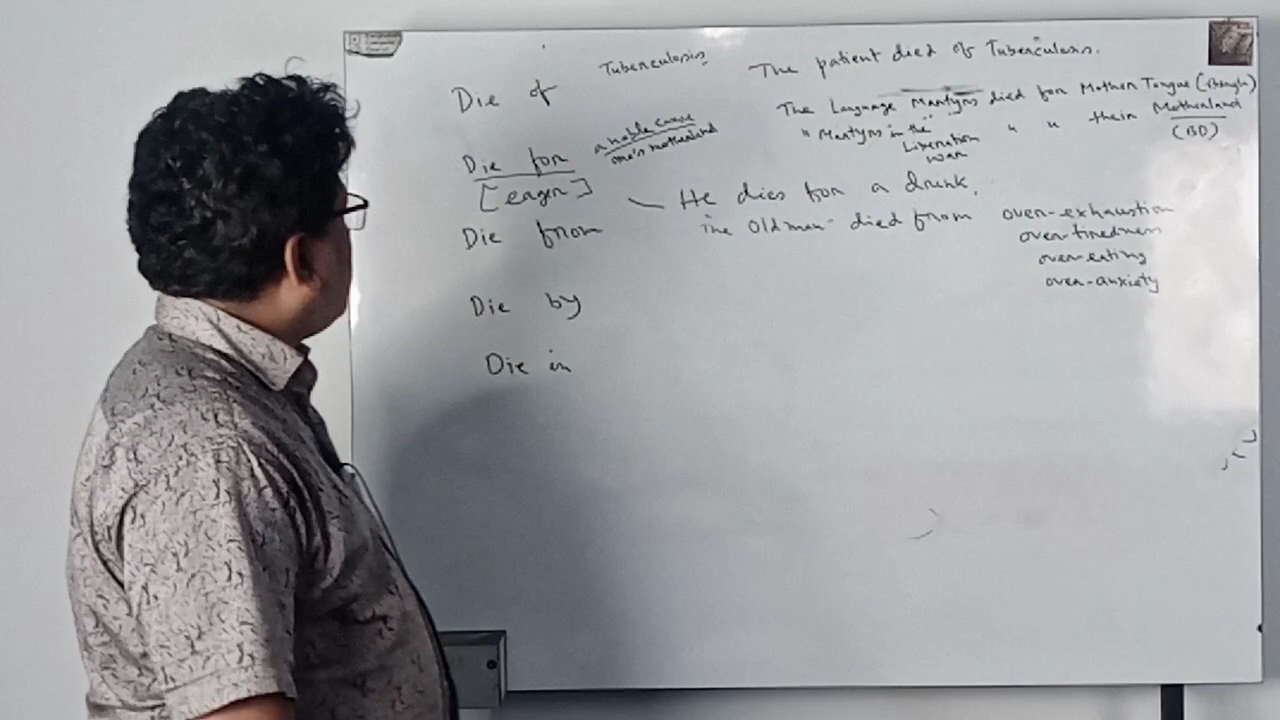 Die of Tuberculosis. The patient died of Tuberculosis.
Die for a noble cause The Language Martyrs died for Mother Tongue (Bangla)
one's motherland " Martyrs in the " " their Motherland
Liberation (BD)
war
[eager] He dies for a drunk.
Die from The Old man died from over-exhaustion
over-tiredness
over-eating
over-anxiety
Die by
Die in